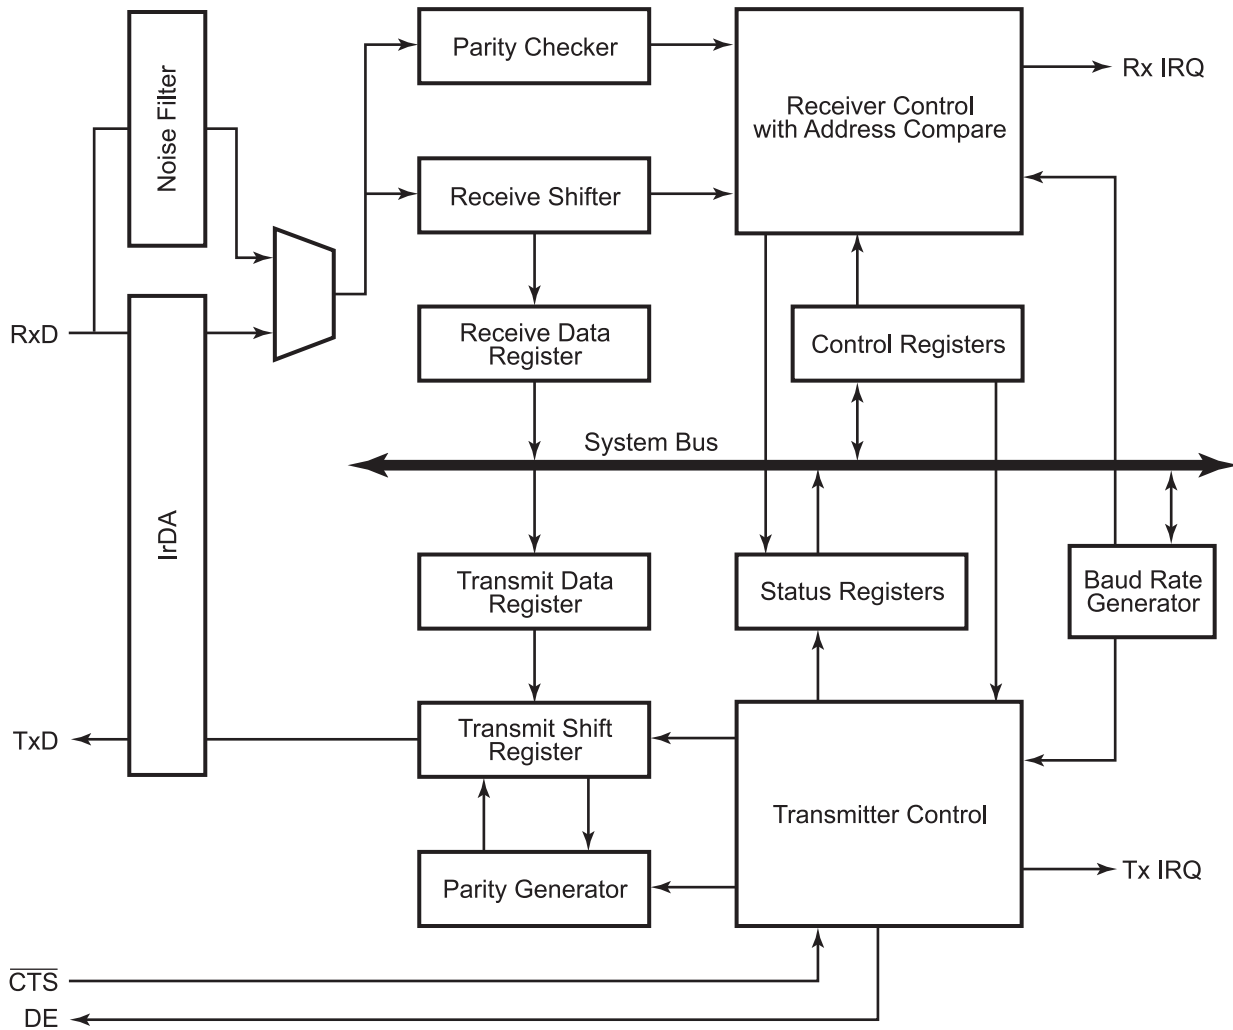 Noise Filter
Parity Checker
Receiver Control
with Address Compare
Rx IRQ
Receive Shifter
RxD
Receive Data
Register
Control Registers
System Bus
IrDA
Transmit Data
Register
Status Registers
Baud Rate
Generator
TxD
Transmit Shift
Register
Transmitter Control
Parity Generator
Tx IRQ
C̅T̅S̅
DE